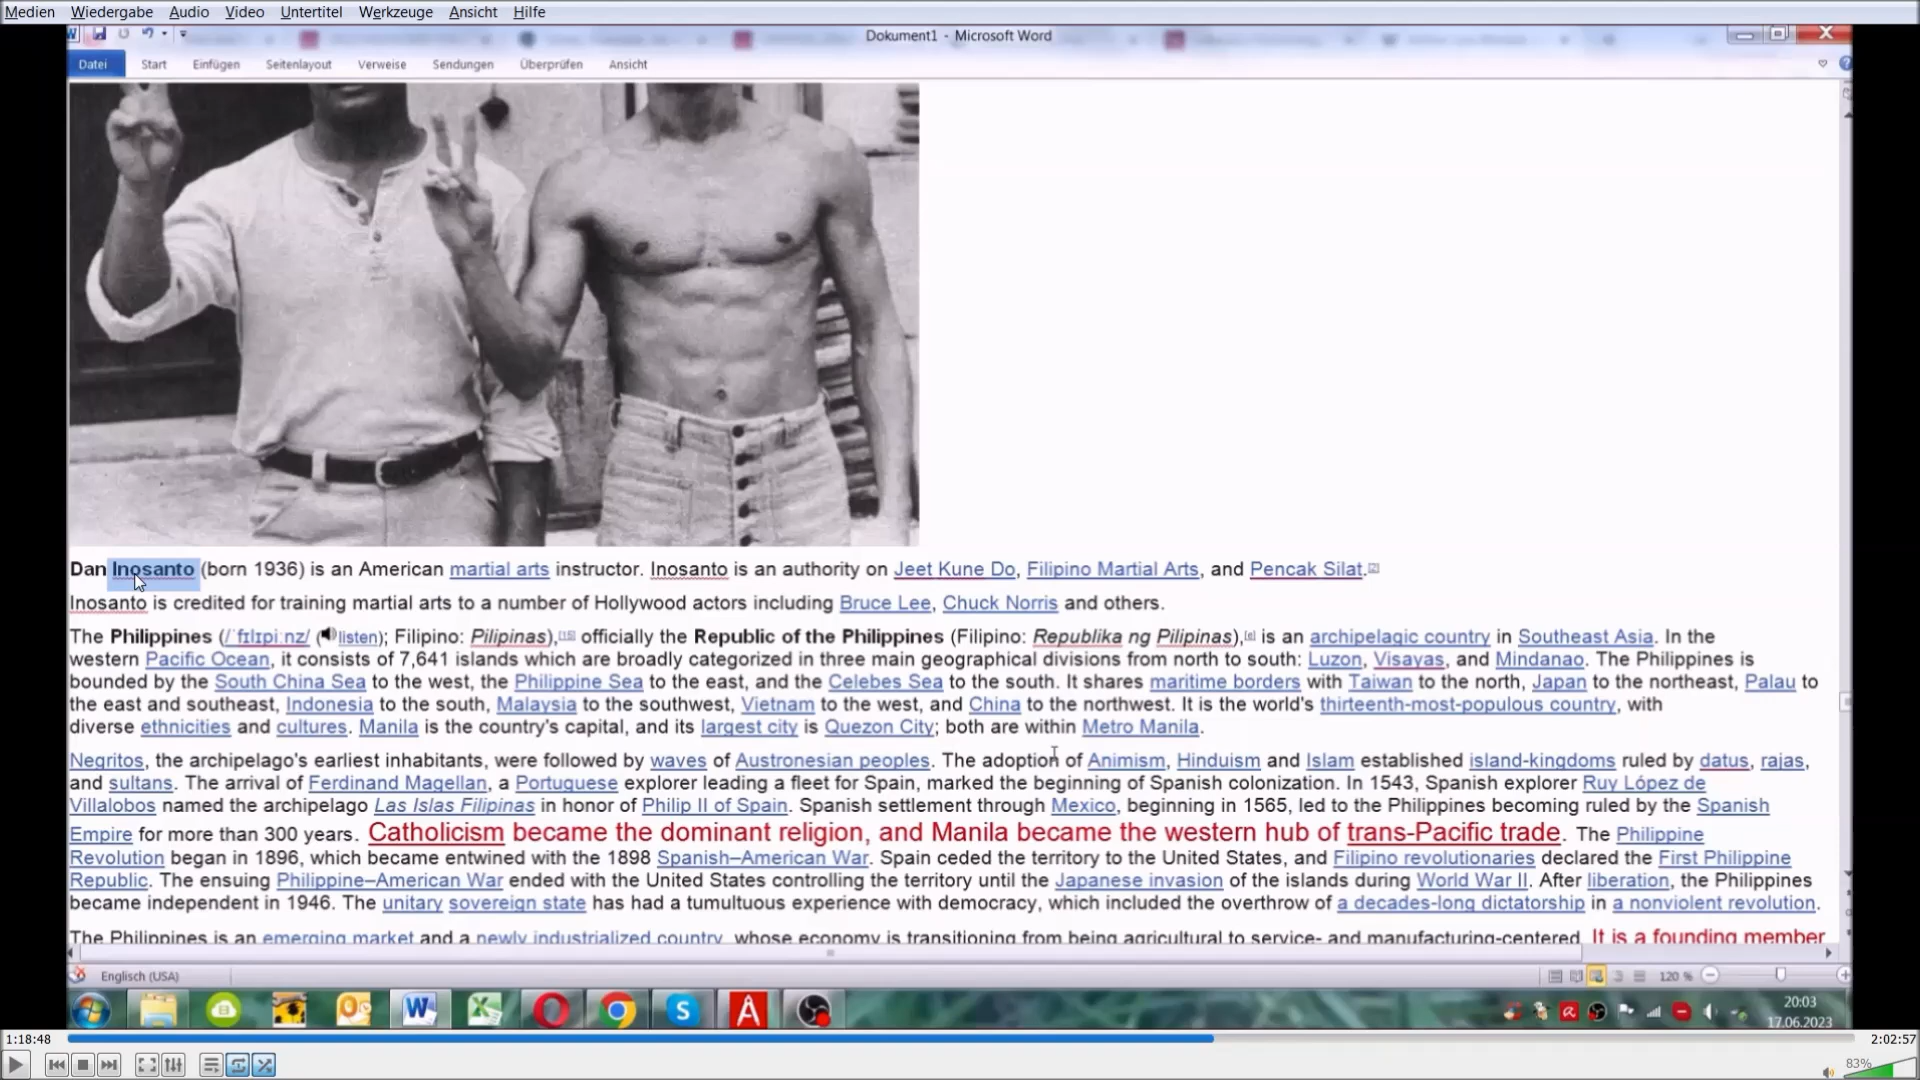 Medien Wiedergabe Audio Video Untertitel Werkzeuge Ansicht Hilfe
Dokument1 - Microsoft Word
Datei Start Einfügen Seitenlayout Verweise Sendungen Überprüfen Ansicht
Dan Inosanto (born 1936) is an American martial arts instructor. Inosanto is an authority on Jeet Kune Do, Filipino Martial Arts, and Pencak Silat.[2]
Inosanto is credited for training martial arts to a number of Hollywood actors including Bruce Lee, Chuck Norris and others.
The Philippines (/ˈfɪlɪpiːnz/ (listen); Filipino: Pilipinas),[15] officially the Republic of the Philippines (Filipino: Republika ng Pilipinas), is an archipelagic country in Southeast Asia. In the
western Pacific Ocean, it consists of 7,641 islands which are broadly categorized in three main geographical divisions from north to south: Luzon, Visayas, and Mindanao. The Philippines is
bounded by the South China Sea to the west, the Philippine Sea to the east, and the Celebes Sea to the south. It shares maritime borders with Taiwan to the north, Japan to the northeast, Palau to
the east and southeast, Indonesia to the south, Malaysia to the southwest, Vietnam to the west, and China to the northwest. It is the world's thirteenth-most-populous country, with
diverse ethnicities and cultures. Manila is the country's capital, and its largest city is Quezon City; both are within Metro Manila.
Negritos, the archipelago's earliest inhabitants, were followed by waves of Austronesian peoples. The adoption of Animism, Hinduism and Islam established island-kingdoms ruled by datus, rajas,
and sultans. The arrival of Ferdinand Magellan, a Portuguese explorer leading a fleet for Spain, marked the beginning of Spanish colonization. In 1543, Spanish explorer Ruy López de
Villalobos named the archipelago Las Islas Filipinas in honor of Philip II of Spain. Spanish settlement through Mexico, beginning in 1565, led to the Philippines becoming ruled by the Spanish
Empire for more than 300 years. Catholicism became the dominant religion, and Manila became the western hub of trans-Pacific trade. The Philippine
Revolution began in 1896, which became entwined with the 1898 Spanish–American War. Spain ceded the territory to the United States, and Filipino revolutionaries declared the First Philippine
Republic. The ensuing Philippine–American War ended with the United States controlling the territory until the Japanese invasion of the islands during World War II. After liberation, the Philippines
became independent in 1946. The unitary sovereign state has had a tumultuous experience with democracy, which included the overthrow of a decades-long dictatorship in a nonviolent revolution.
The Philippines is an emerging market and a newly industrialized country, whose economy is transitioning from being agricultural to service- and manufacturing-centered. It is a founding member
Englisch (USA) 120 %
20:03
17.06.2023
1:18:48 2:02:57
83%